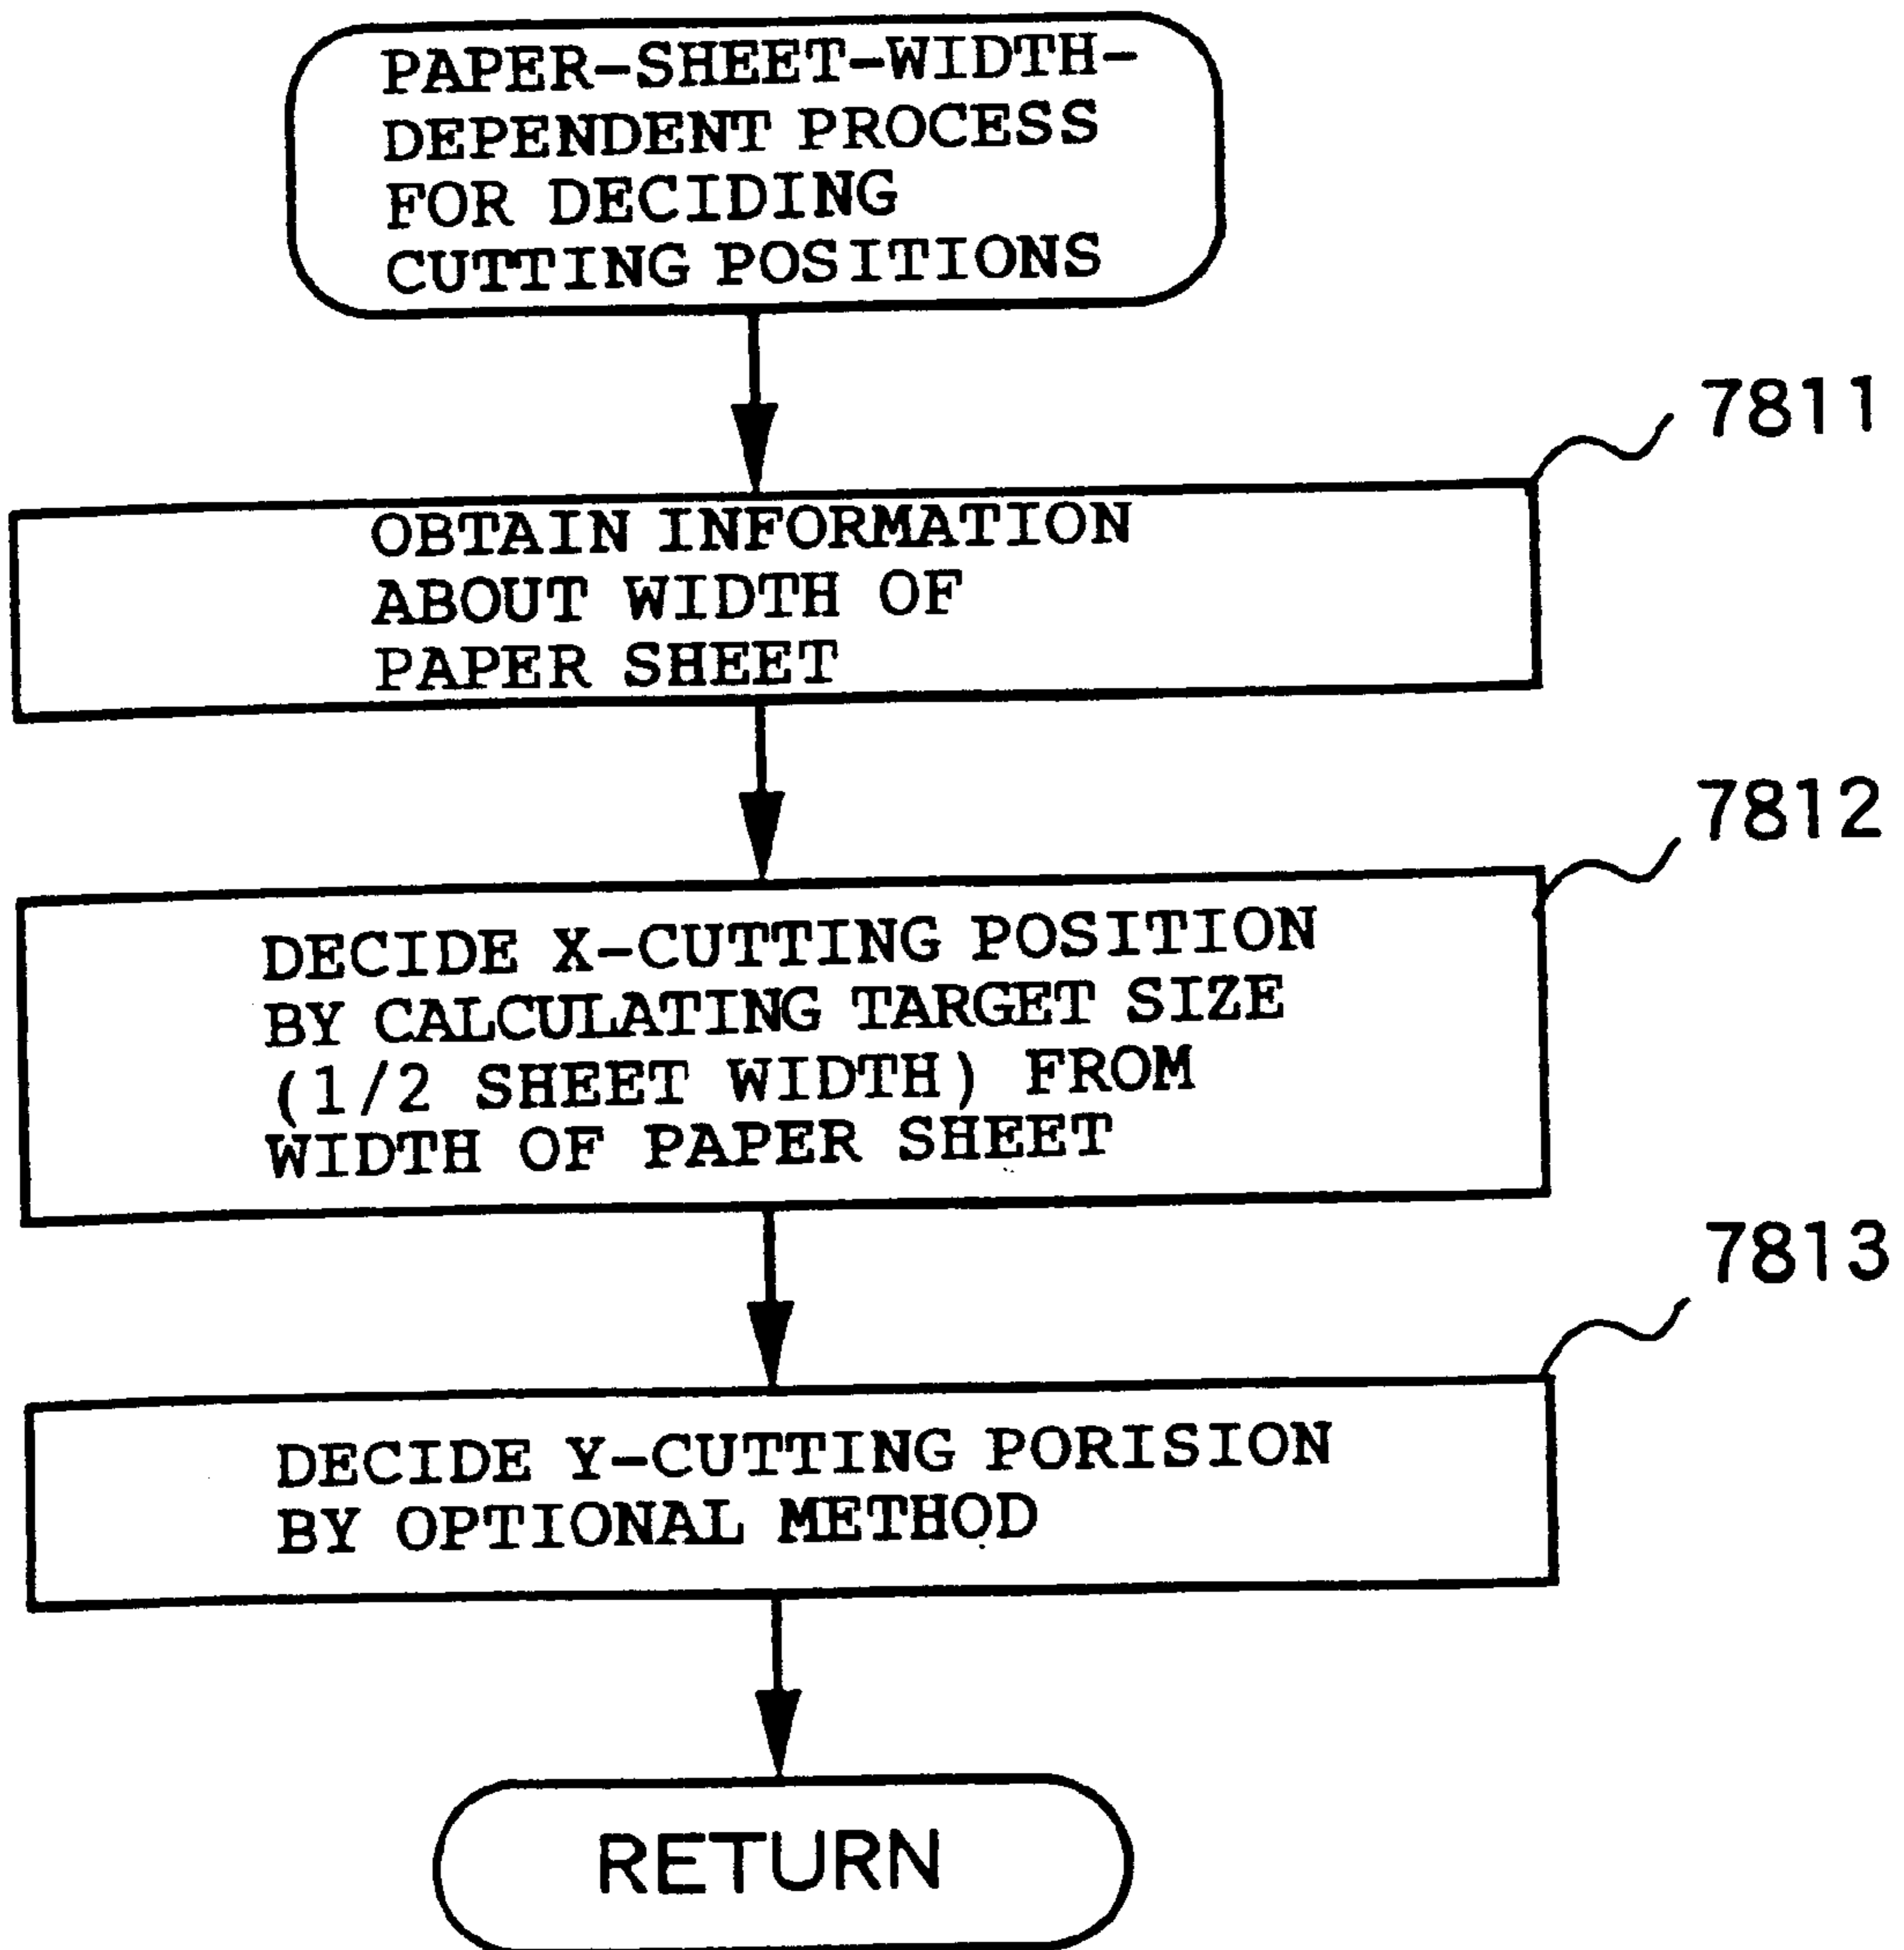 PAPER-SHEET-WIDTH-
DEPENDENT PROCESS
FOR DECIDING
CUTTING POSITIONS
7811
OBTAIN INFORMATION
ABOUT WIDTH OF
PAPER SHEET
7812
DECIDE X-CUTTING POSITION
BY CALCULATING TARGET SIZE
(1/2 SHEET WIDTH) FROM
WIDTH OF PAPER SHEET
7813
DECIDE Y-CUTTING PORISION
BY OPTIONAL METHOD
RETURN